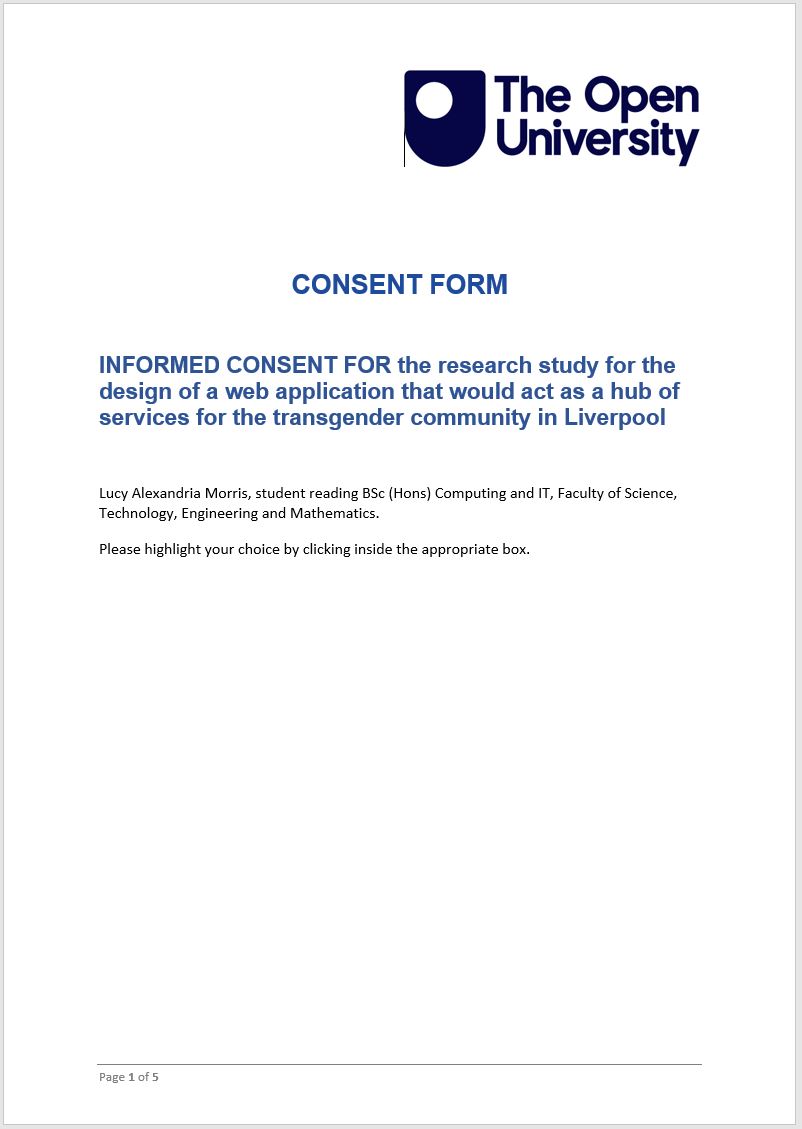 The Open
University
CONSENT FORM
INFORMED CONSENT FOR the research study for the
design of a web application that would act as a hub of
services for the transgender community in Liverpool
Lucy Alexandria Morris, student reading BSc (Hons) Computing and IT, Faculty of Science,
Technology, Engineering and Mathematics.
Please highlight your choice by clicking inside the appropriate box.
Page 1 of 5